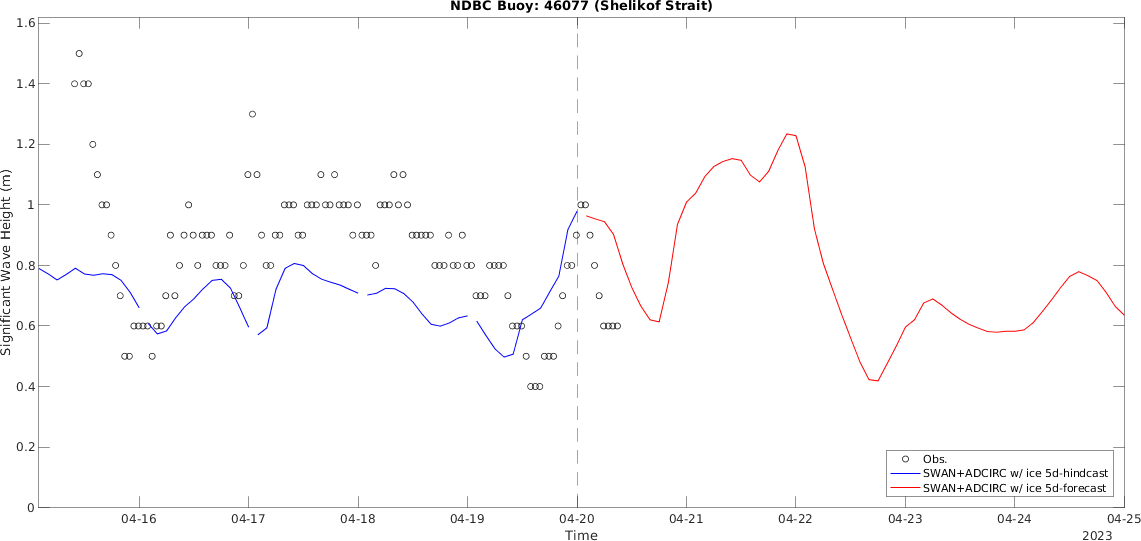 NDBC Buoy: 46077 (Shelikof Strait)
1.6
1.4
1.2
1
0.8
0.6
0.4
0.2
0
Significant Wave Height (m)
Obs.
SWAN+ADCIRC w/ ice 5d-hindcast
SWAN+ADCIRC w/ ice 5d-forecast
04-16 04-17 04-18 04-19 04-20 04-21 04-22 04-23 04-24 04-25
Time
2023